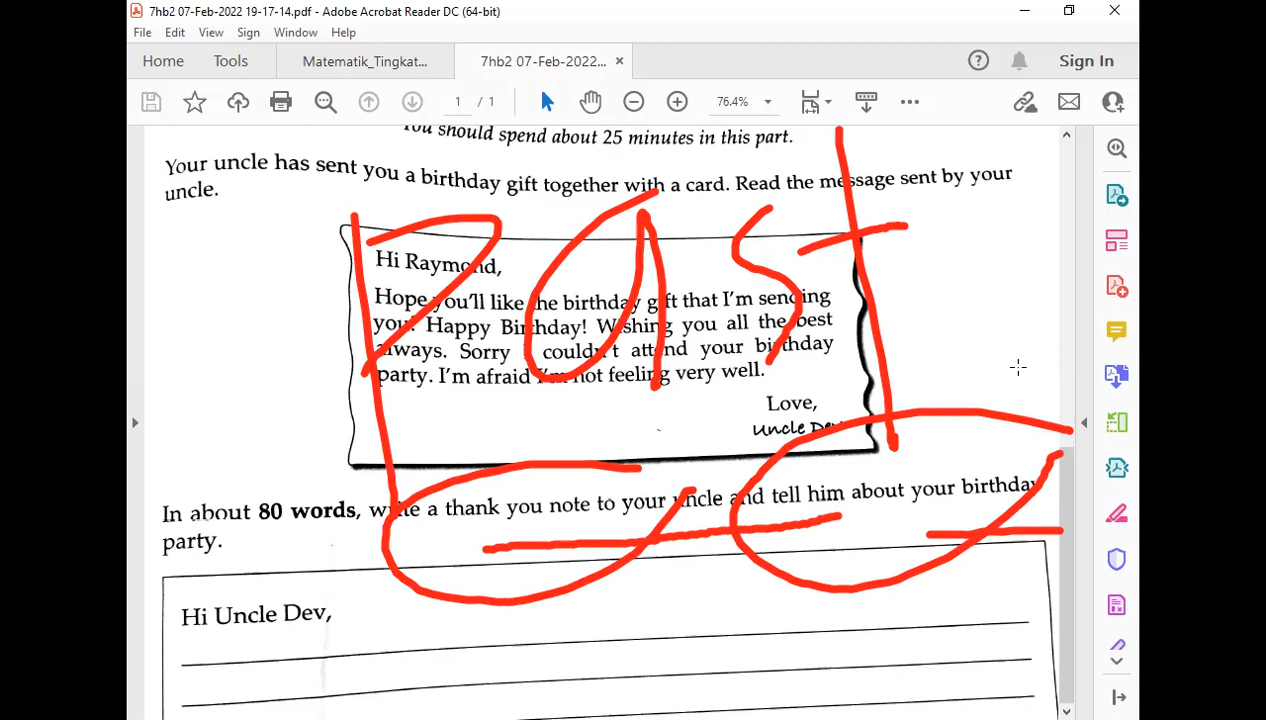 7hb2 07-Feb-2022 19-17-14.pdf - Adobe Acrobat Reader DC (64-bit)
File Edit View Sign Window Help
Home Tools Matematik_Tingkat... 7hb2 07-Feb-2022... × Sign In
1 / 1 76.4%
You should spend about 25 minutes in this part.
Your uncle has sent you a birthday gift together with a card. Read the message sent by your
uncle.
Hi Raymond,
Hope you'll like the birthday gift that I'm sending
you! Happy Birthday! Wishing you all the best
always. Sorry I couldn't attend your birthday
party. I'm afraid I'm not feeling very well.
Love,
Uncle Dev
Past
In about 80 words, write a thank you note to your uncle and tell him about your birthday
party.
Hi Uncle Dev,